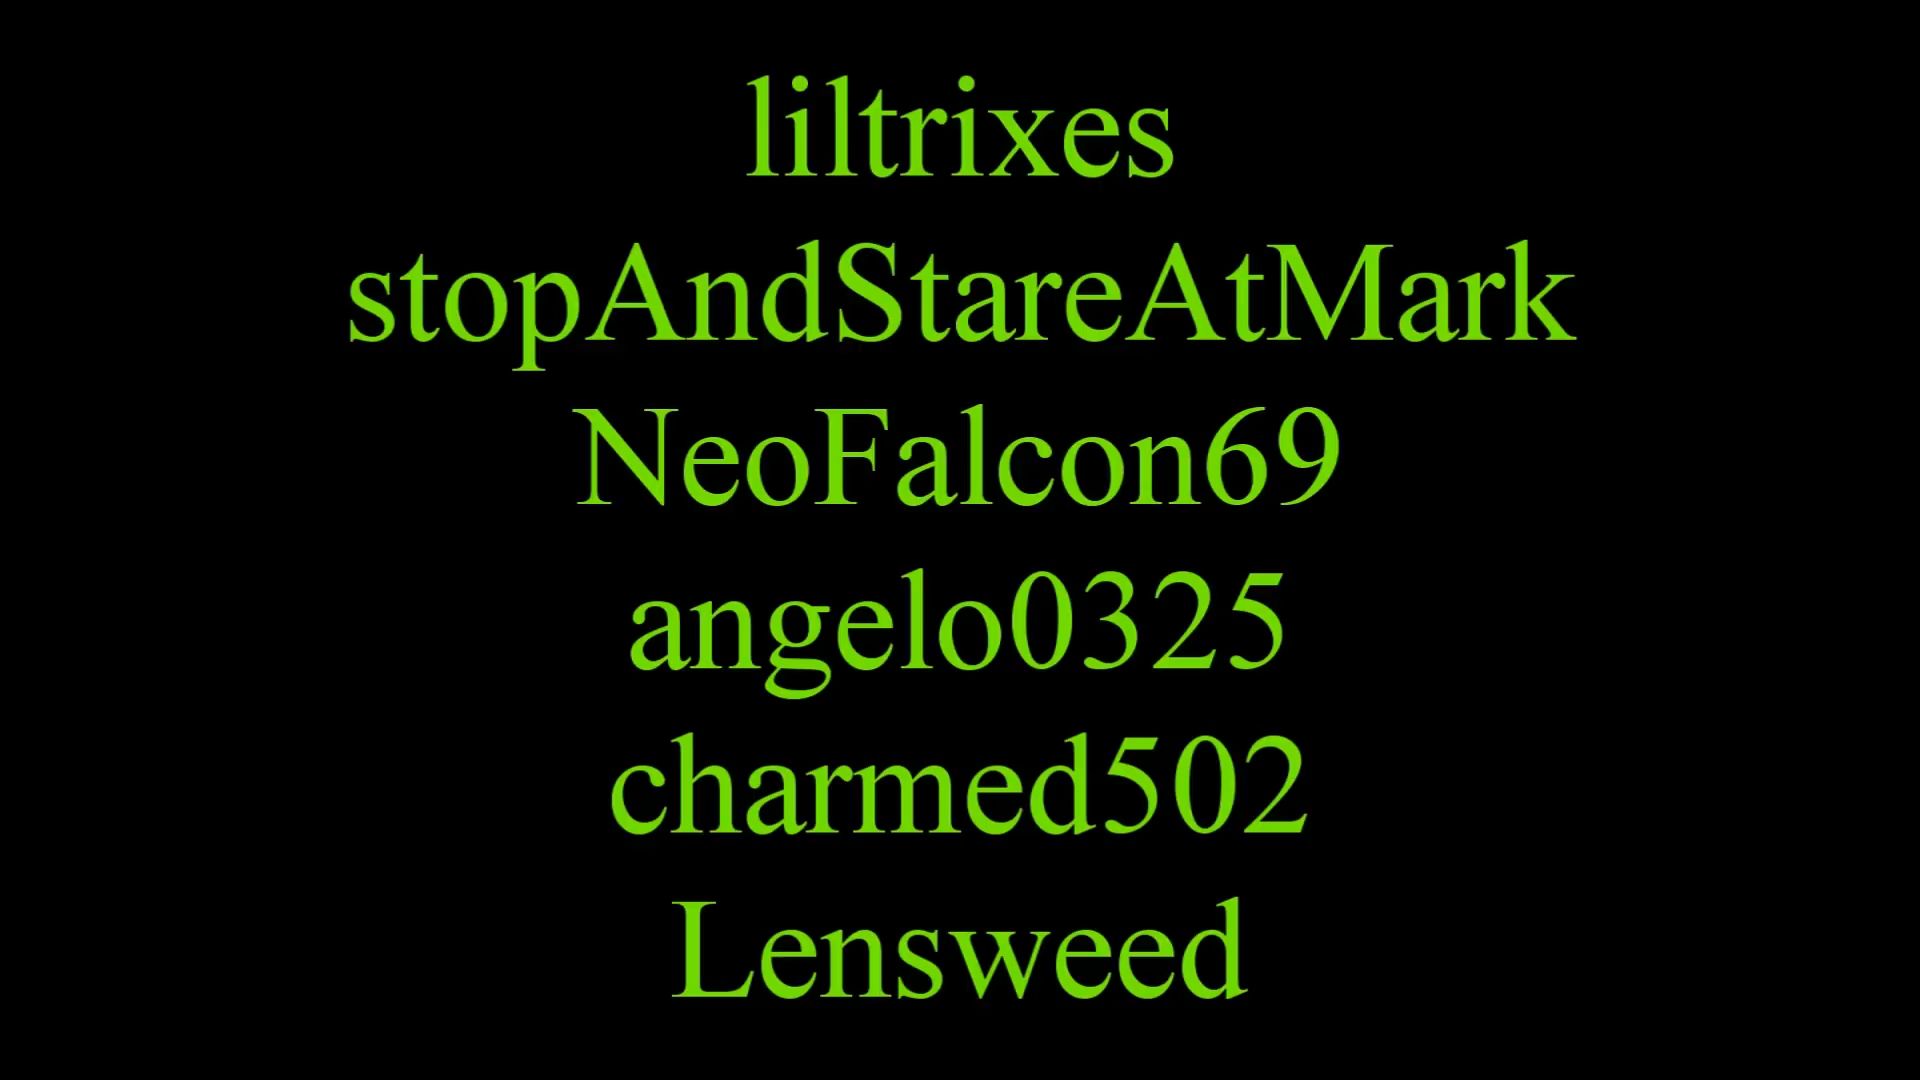 liltrixes
stopAndStareAtMark
NeoFalcon69
angelo0325
charmed502
Lensweed